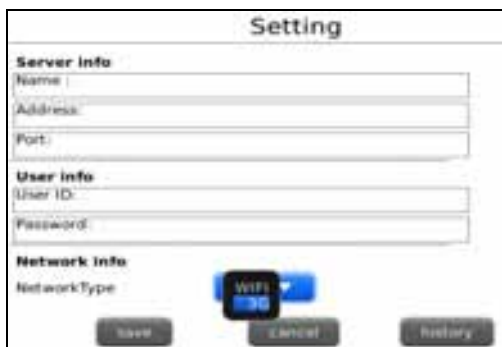 Setting
Server info
Name :
Address:
Port:
User info
User ID:
Password:
Network info
NetworkType WIFI
3G
save cancel history